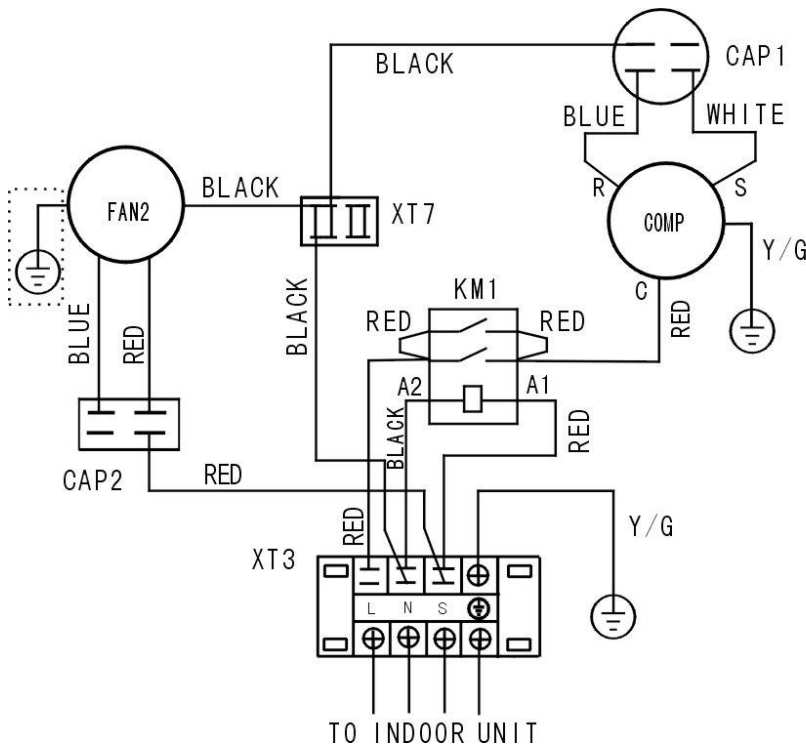 BLACK
CAP1
BLUE
WHITE
BLACK
FAN2
XT7
R
S
COMP
Y/G
C
KM1
RED
RED
RED
BLACK
BLUE
RED
A2
A1
BLACK
RED
CAP2
RED
RED
Y/G
XT3
L N S
TO INDOOR UNIT